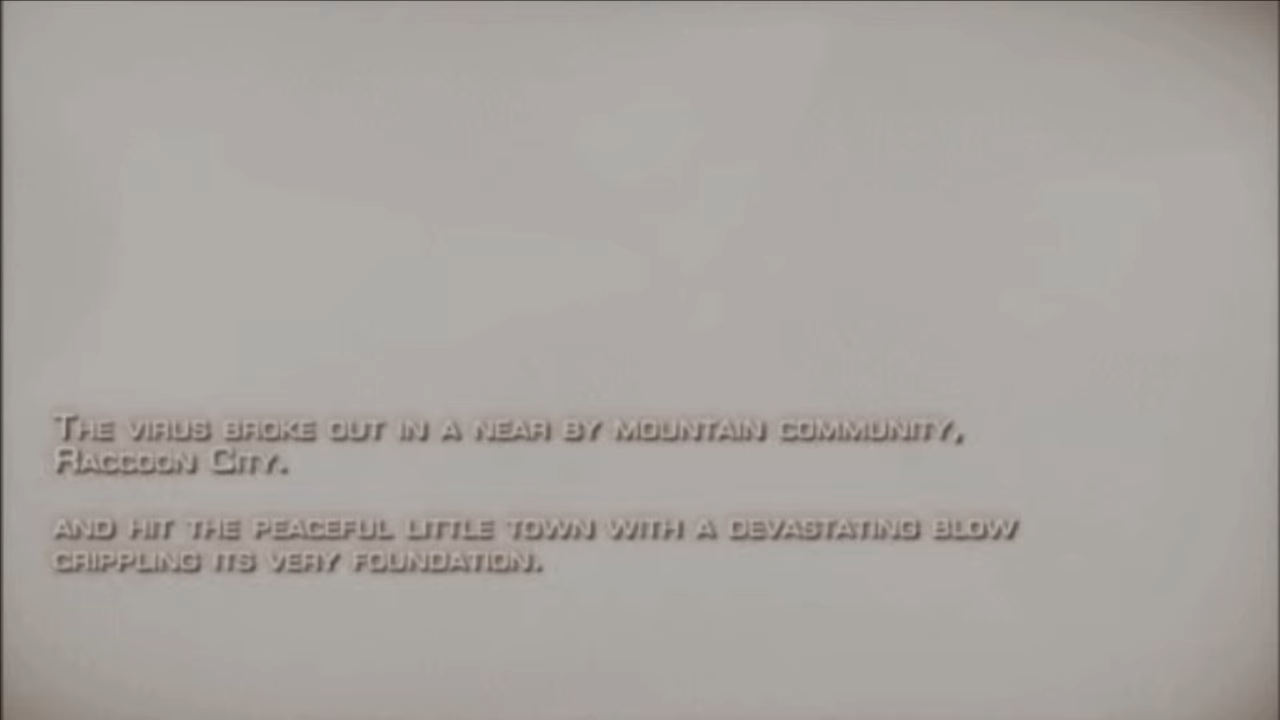 The virus broke out in a near by mountain community,
Raccoon City.
and hit the peaceful little town with a devastating blow
crippling its very foundation.